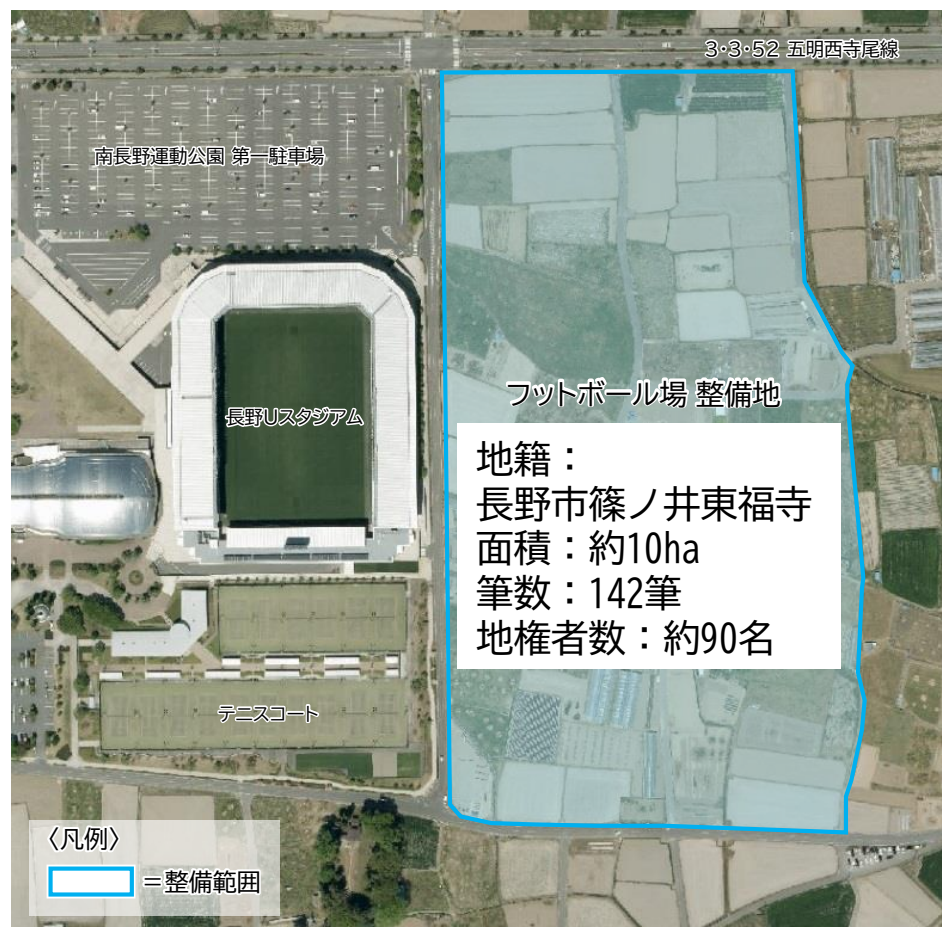 3・3・52 五明西寺尾線
南長野運動公園 第一駐車場
長野Uスタジアム
フットボール場 整備地
地籍：
長野市篠ノ井東福寺
面積：約10ha
筆数：142筆
地権者数：約90名
テニスコート
〈凡例〉
＝整備範囲